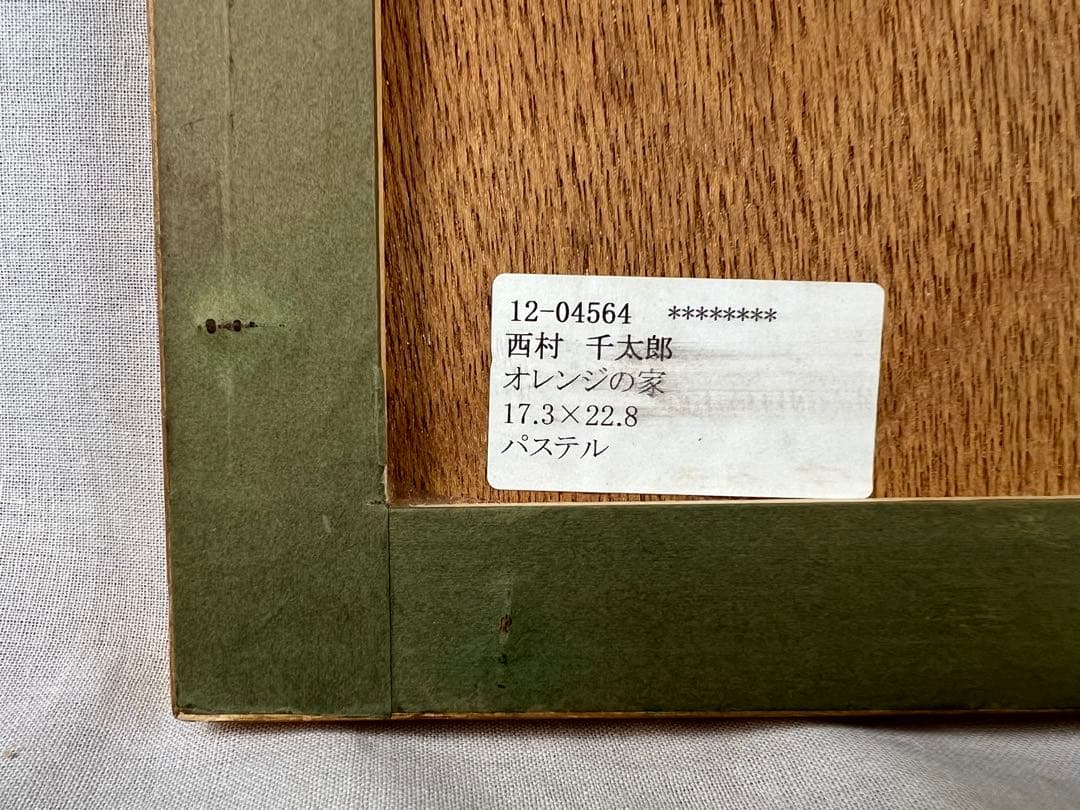 12-04564 ********
西村 千太郎
オレンジの家
17.3×22.8
パステル